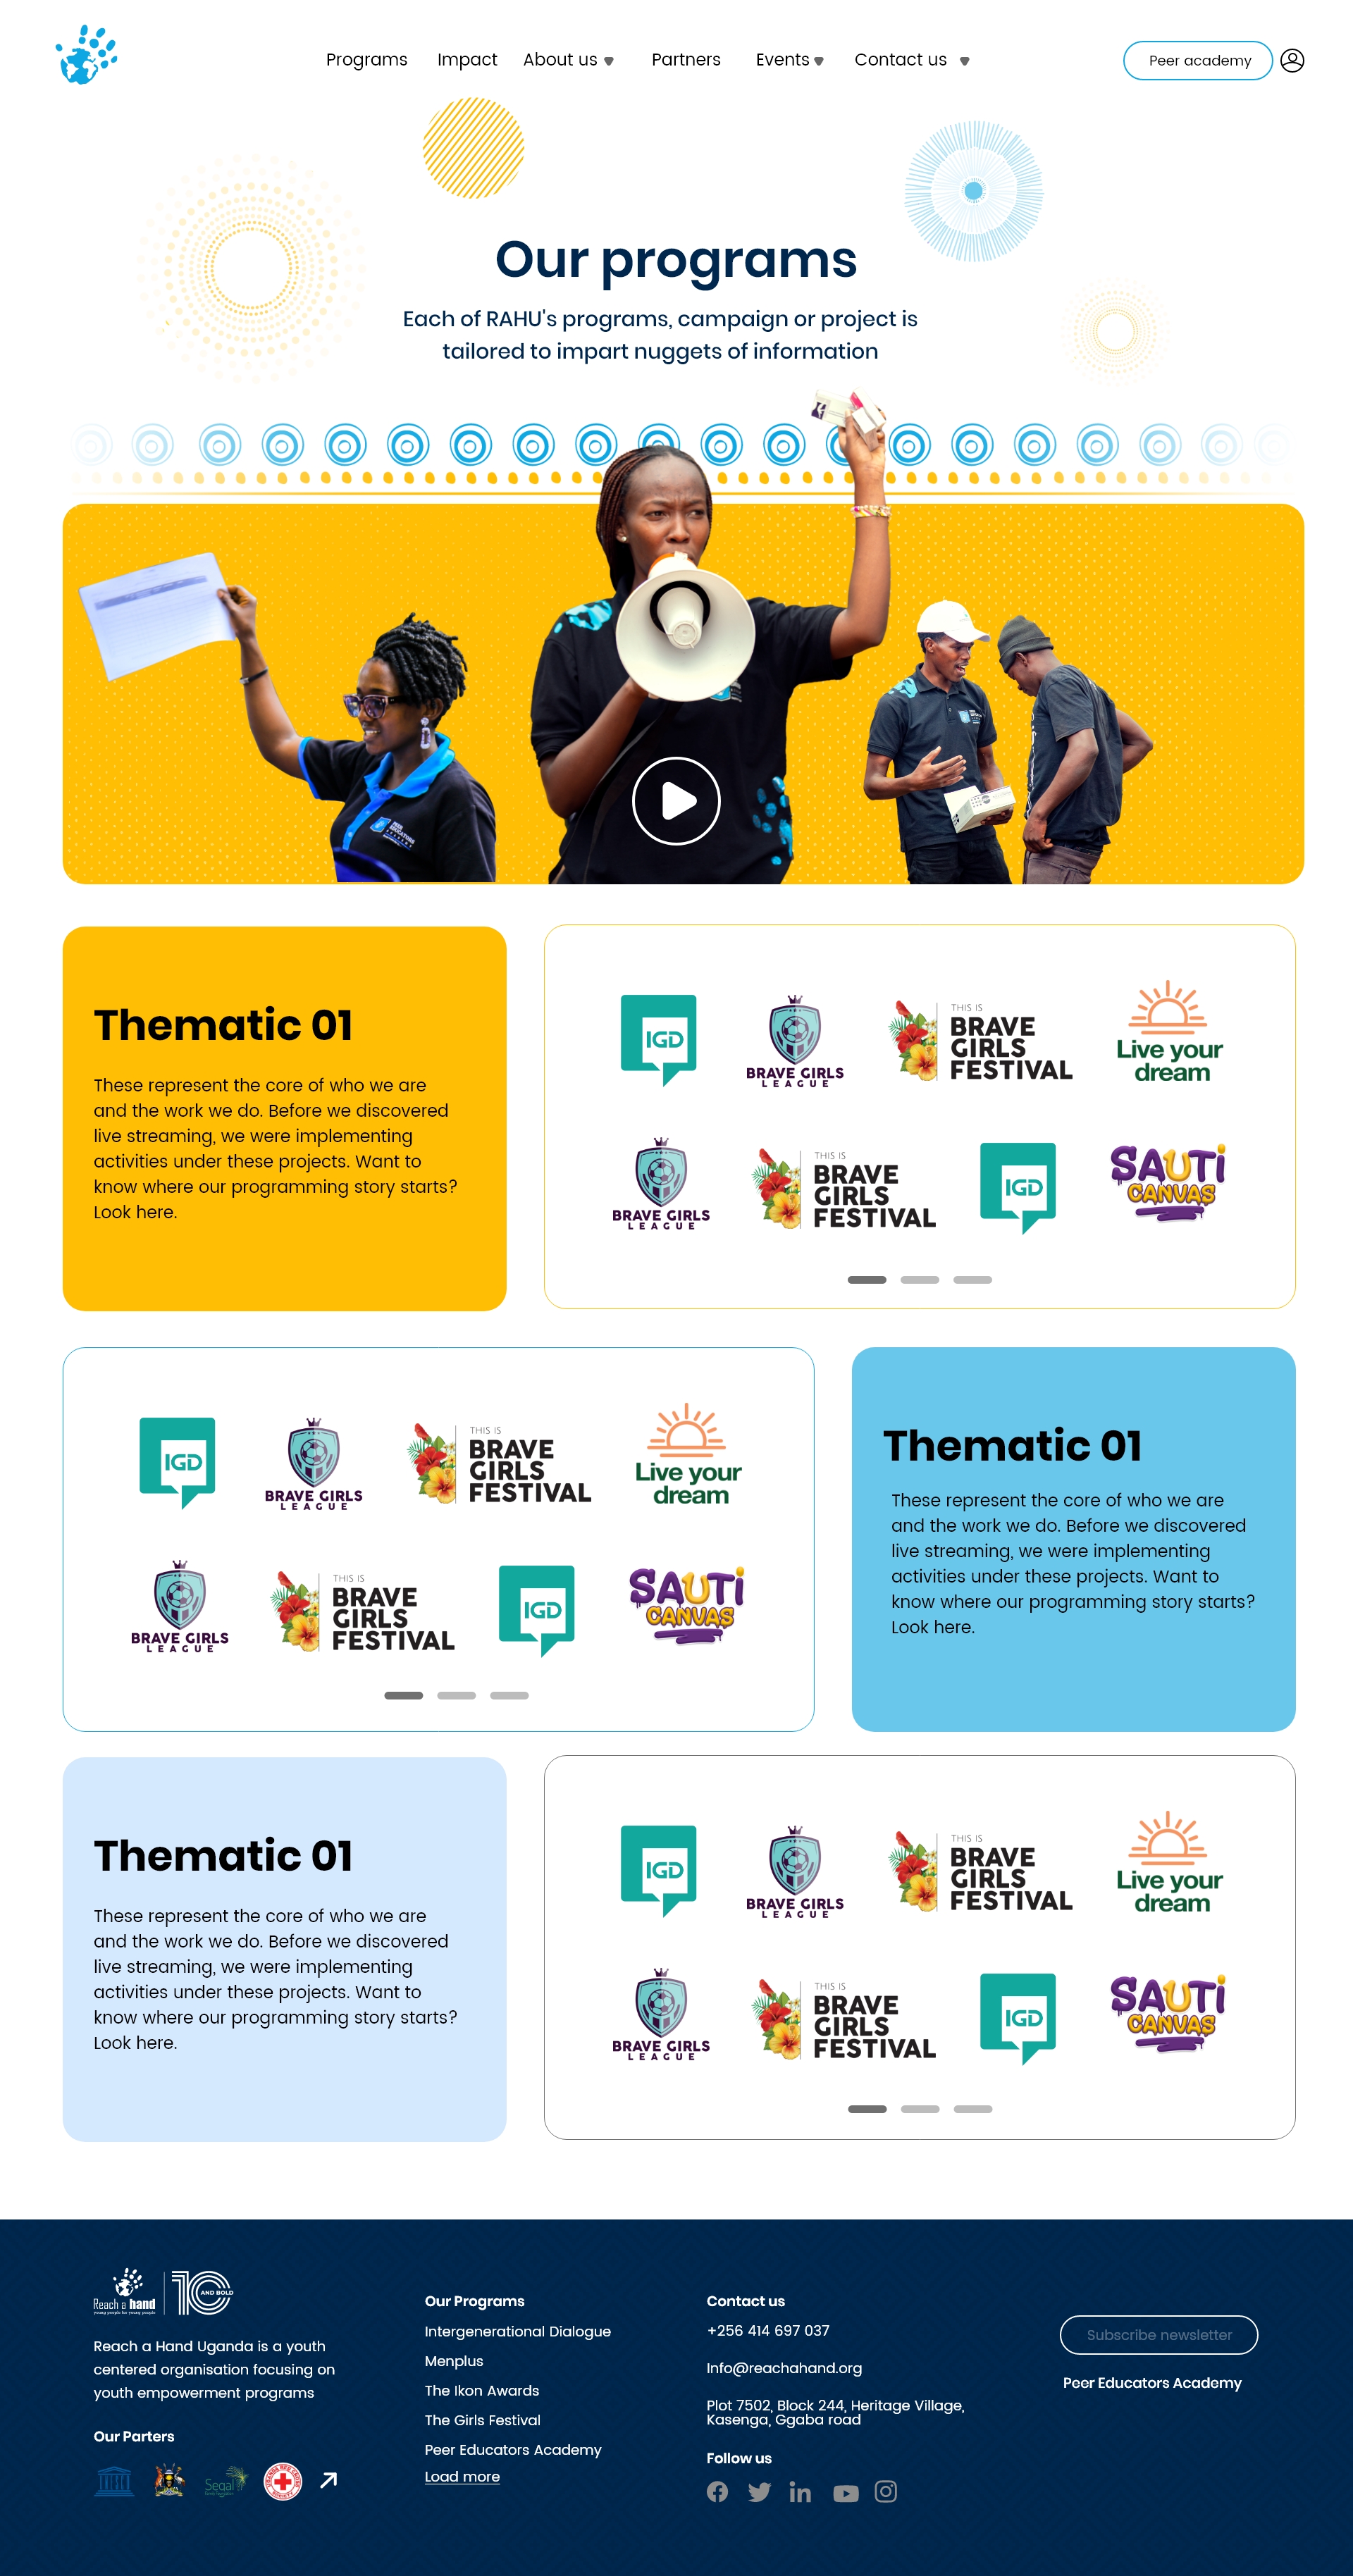 Programs
Impact
About us
Partners
Events
Contact us
Peer academy
Our programs
Each of RAHU's programs, campaign or project is
tailored to impart nuggets of information
Thematic 01
These represent the core of who we are
and the work we do. Before we discovered
live streaming, we were implementing
activities under these projects. Want to
know where our programming story starts?
Look here.
IGD
BRAVE GIRLS
LEAGUE
THIS IS
BRAVE
GIRLS
FESTIVAL
Live your
dream
BRAVE GIRLS
LEAGUE
THIS IS
BRAVE
GIRLS
FESTIVAL
IGD
SAUTI
CANVAS
IGD
BRAVE GIRLS
LEAGUE
THIS IS
BRAVE
GIRLS
FESTIVAL
Live your
dream
BRAVE GIRLS
LEAGUE
THIS IS
BRAVE
GIRLS
FESTIVAL
IGD
SAUTI
CANVAS
Thematic 01
These represent the core of who we are
and the work we do. Before we discovered
live streaming, we were implementing
activities under these projects. Want to
know where our programming story starts?
Look here.
Thematic 01
These represent the core of who we are
and the work we do. Before we discovered
live streaming, we were implementing
activities under these projects. Want to
know where our programming story starts?
Look here.
IGD
BRAVE GIRLS
LEAGUE
THIS IS
BRAVE
GIRLS
FESTIVAL
Live your
dream
BRAVE GIRLS
LEAGUE
THIS IS
BRAVE
GIRLS
FESTIVAL
IGD
SAUTI
CANVAS
Reach a hand
young people for young people
10
AND BOLD
Reach a Hand Uganda is a youth
centered organisation focusing on
youth empowerment programs
Our Parters
Segal
Our Programs
Intergenerational Dialogue
Menplus
The Ikon Awards
The Girls Festival
Peer Educators Academy
Load more
Contact us
+256 414 697 037
Info@reachahand.org
Plot 7502, Block 244, Heritage Village,
Kasenga, Ggaba road
Follow us
Subscribe newsletter
Peer Educators Academy